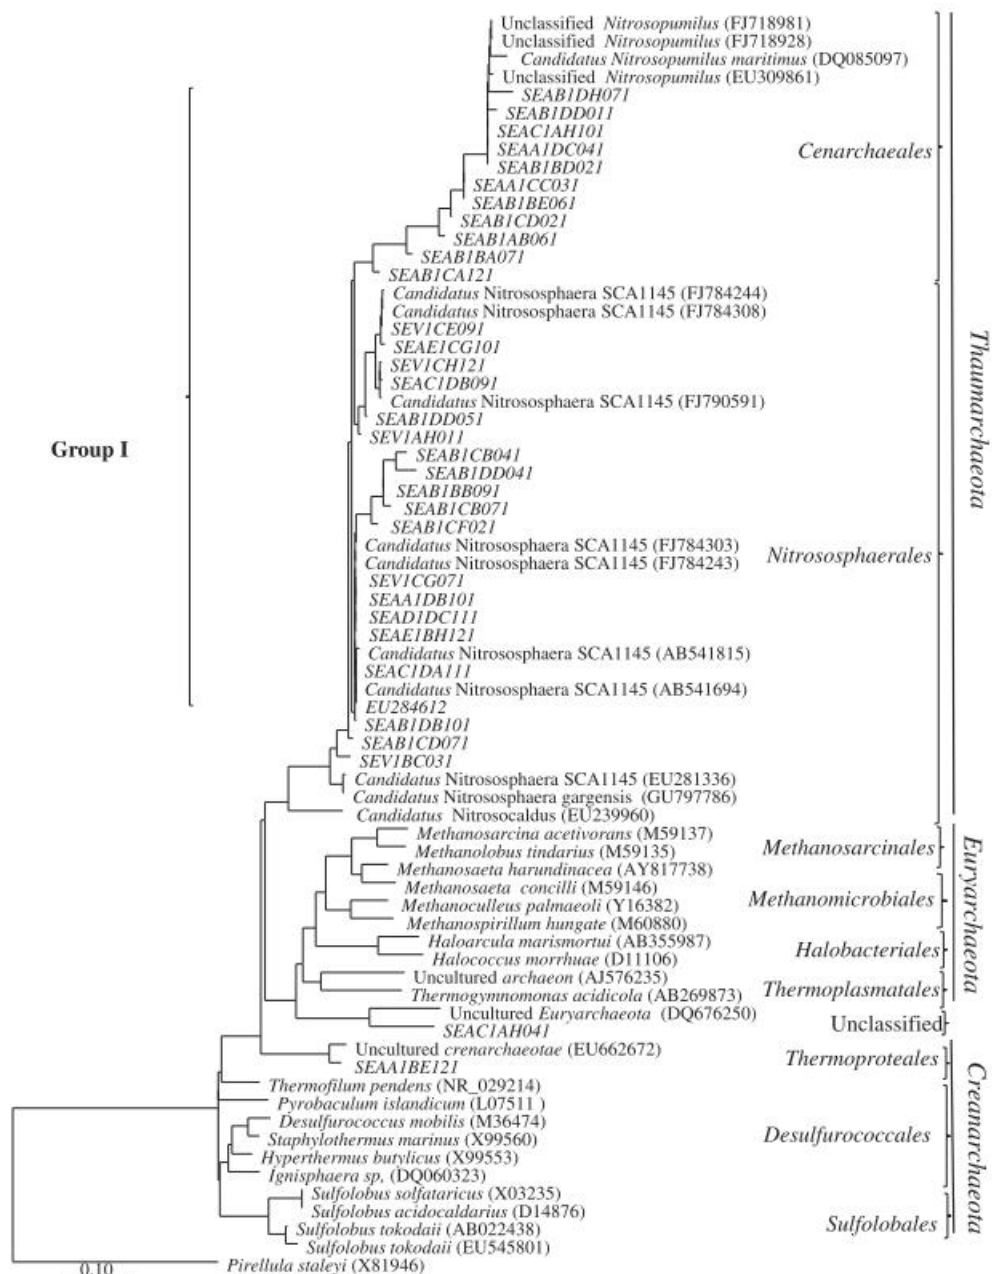 Unclassified Nitrosopumilus (FJ718981)
Unclassified Nitrosopumilus (FJ718928)
Candidatus Nitrosopumilus maritimus (DQ085097)
Unclassified Nitrosopumilus (EU309861)
SEAB1DH071
SEAB1DD011
SEAC1AH101
SEAA1DC041
SEAB1BD021
SEAA1CC031
SEAB1BE061
SEAB1CD021
SEAB1AB061
SEAB1BA071
SEAB1CA121
Cenarchaeales
Candidatus Nitrososphaera SCA1145 (FJ784244)
Candidatus Nitrososphaera SCA1145 (FJ784308)
SEV1CE091
SEAE1CG101
SEV1CH121
SEAC1DB091
Candidatus Nitrososphaera SCA1145 (FJ790591)
SEAB1DD051
SEV1AH011
SEAB1CB041
SEAB1DD041
SEAB1BB091
SEAB1CB071
SEAB1CF021
Candidatus Nitrososphaera SCA1145 (FJ784303)
Candidatus Nitrososphaera SCA1145 (FJ784243)
SEV1CG071
SEAA1DB101
SEAD1DC111
SEAE1BH121
Candidatus Nitrososphaera SCA1145 (AB541815)
SEAC1DA111
Candidatus Nitrososphaera SCA1145 (AB541694)
EU284612
SEAB1DB101
SEAB1CD071
SEV1BC031
Candidatus Nitrososphaera SCA1145 (EU281336)
Candidatus Nitrososphaera gargensis (GU797786)
Candidatus Nitrosocaldus (EU239960)
Nitrososphaerales
Thaumarchaeota
Group I
Methanosarcina acetivorans (M59137)
Methanolobus tindarius (M59135)
Methanosaeta harundinacea (AY817738)
Methanosaeta concilli (M59146)
Methanoculleus palmaeoli (Y16382)
Methanospirillum hungate (M60880)
Haloarcula marismortui (AB355987)
Halococcus morrhuae (D11106)
Uncultured archaeon (AJ576235)
Thermogymnomonas acidicola (AB269873)
Uncultured Euryarchaeota (DQ676250)
SEAC1AH041
Methanosarcinales
Methanomicrobiales
Halobacteriales
Thermoplasmatales
Unclassified
Euryarchaeota
Uncultured crenarchaeotae (EU662672)
SEAA1BE121
Thermofilum pendens (NR_029214)
Pyrobaculum islandicum (L07511 )
Desulfurococcus mobilis (M36474)
Staphylothermus marinus (X99560)
Hyperthermus butylicus (X99553)
Ignisphaera sp, (DQ060323)
Sulfolobus solfataricus (X03235)
Sulfolobus acidocaldarius (D14876)
Sulfolobus tokodaii (AB022438)
Sulfolobus tokodaii (EU545801)
Pirellula staleyi (X81946)
Thermoproteales
Desulfurococcales
Sulfolobales
Creanarchaeota
0.10